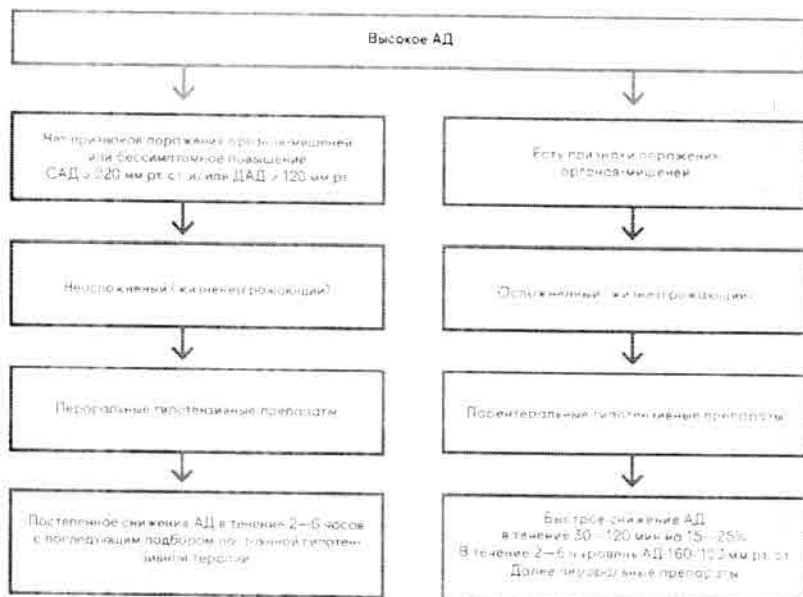 Высокое АД
Нет признаков поражения органов-мишеней
или бессимптомное повышение
САД > 220 мм рт. ст. и/или ДАД > 120 мм рт.
Есть признаки поражения
органов-мишеней
Неосложненый (жизненеугрожающий)
Осложненный (жизнеугрожающий)
Пероральные гипотензивные препараты
Парентеральные гипотензивные препараты
Постепенное снижение АД в течение 2—6 часов
с последующим подбором плановой гипотен-
зивной терапии
Быстрое снижение АД
в течение 30—120 мин на 15—25%
В течение 2—6 ч уровень АД 160/100 мм рт. ст.
Далее пероральные препараты